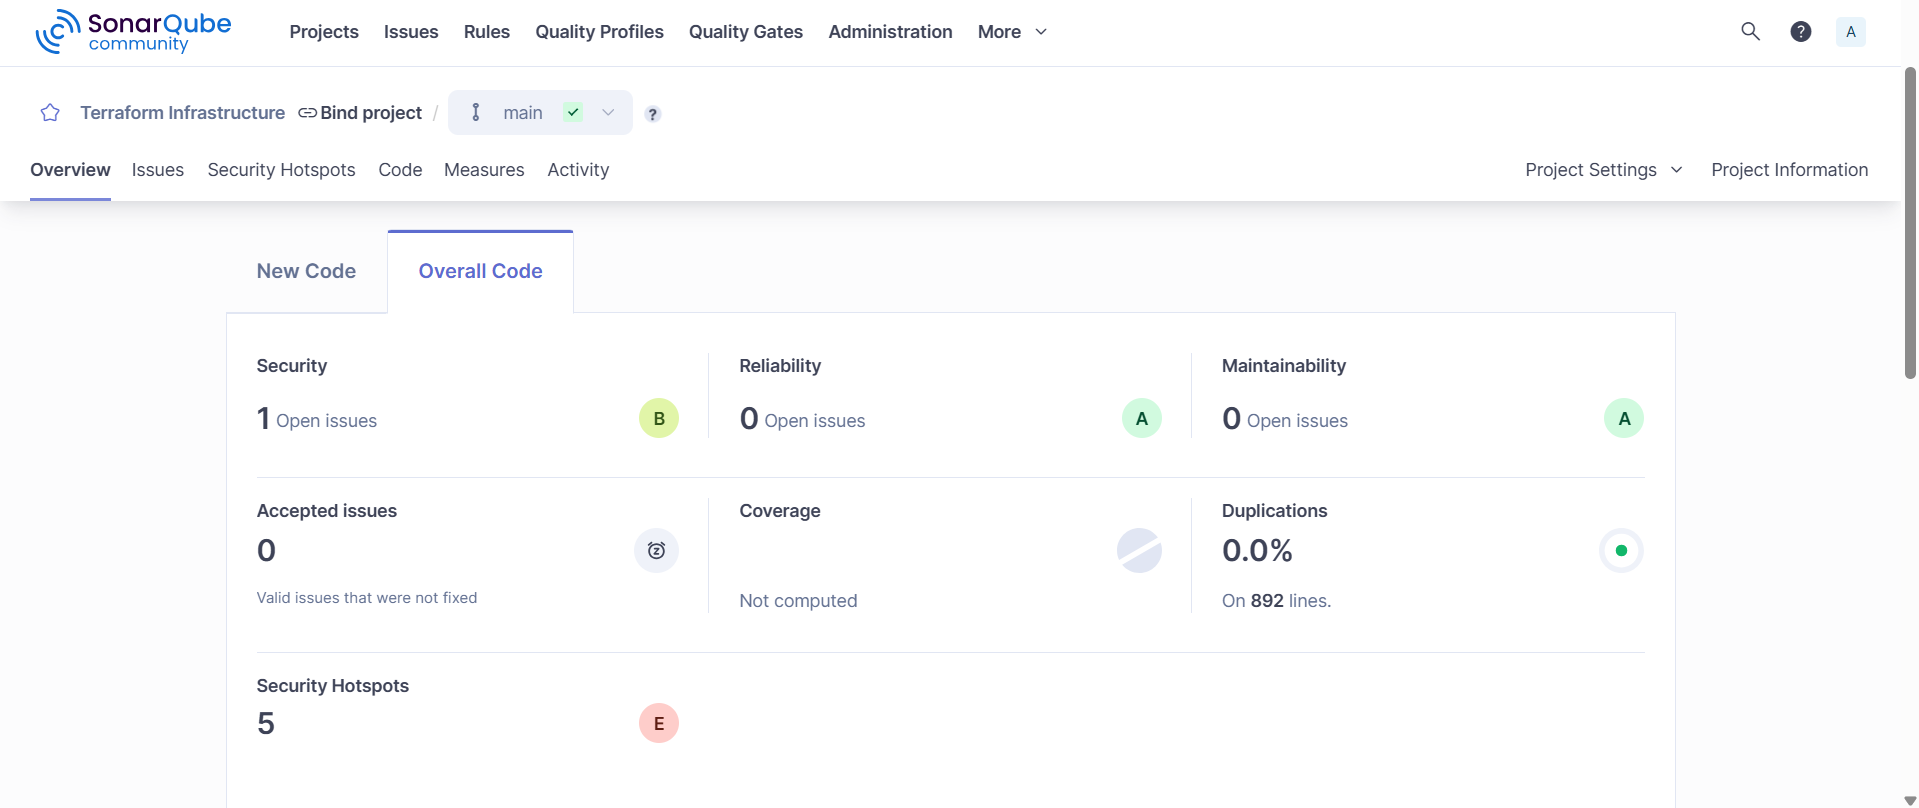 SonarQube community
Projects Issues Rules Quality Profiles Quality Gates Administration More ? A
Terraform Infrastructure Bind project / main ?
Overview Issues Security Hotspots Code Measures Activity Project Settings Project Information
New Code Overall Code
Security Reliability Maintainability
1 Open issues B 0 Open issues A 0 Open issues A
Accepted issues Coverage Duplications
0 z 0.0%
Valid issues that were not fixed Not computed On 892 lines.
Security Hotspots
5 E